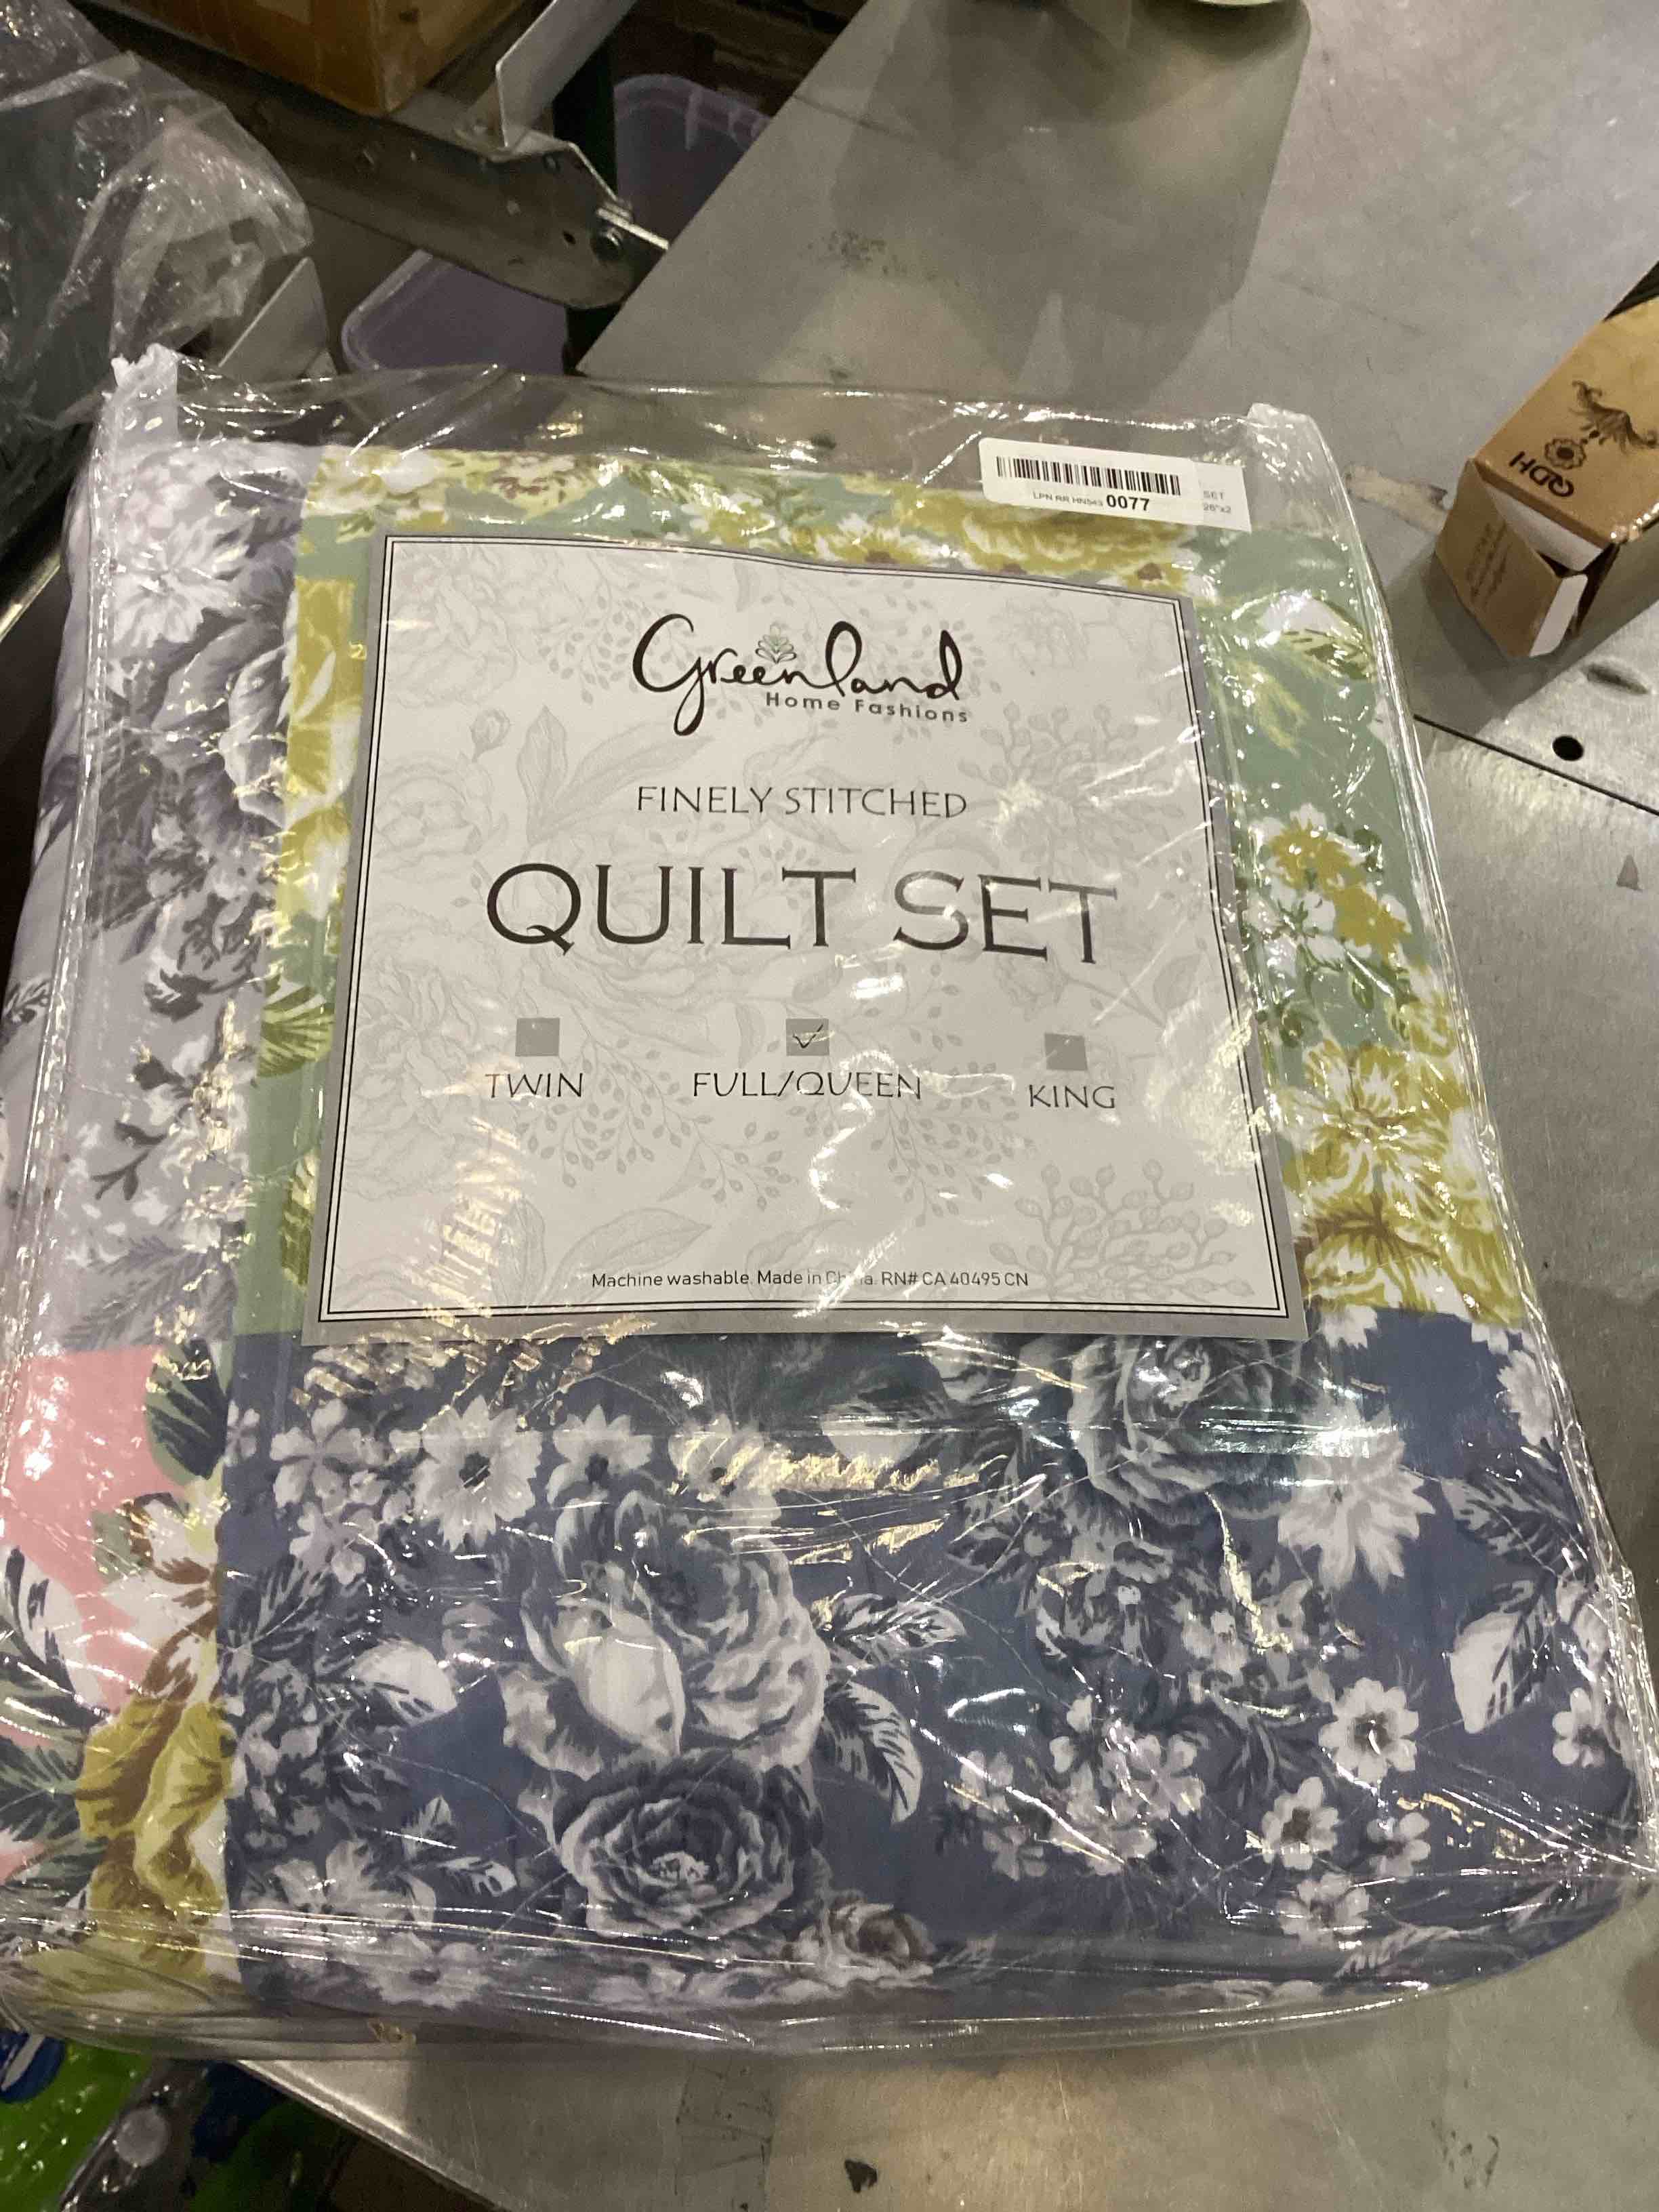 LPN RR HN543 0077
SET
26"x2
QDH
Greenland
Home Fashions
FINELY STITCHED
QUILT SET
TWIN FULL/QUEEN KING
Machine washable. Made in China. RN# CA 40495 CN